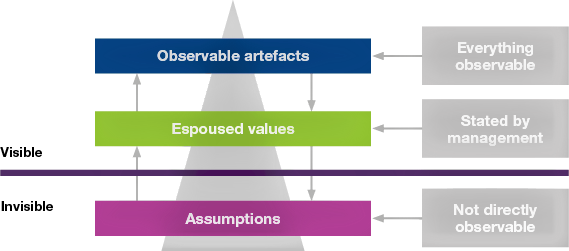 Observable artefacts
Everything
observable
Espoused values
Stated by
management
Visible
Invisible
Assumptions
Not directly
observable